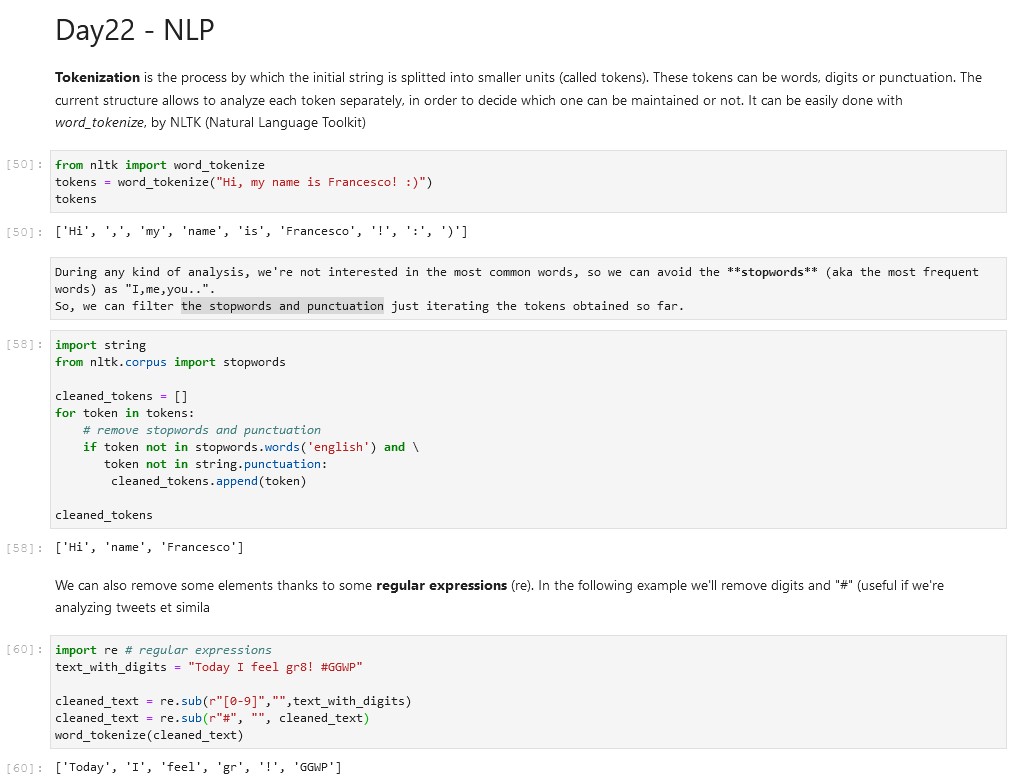 Day22 - NLP
Tokenization is the process by which the initial string is splitted into smaller units (called tokens). These tokens can be words, digits or punctuation. The
current structure allows to analyze each token separately, in order to decide which one can be maintained or not. It can be easily done with
word_tokenize, by NLTK (Natural Language Toolkit)
[50]: from nltk import word_tokenize
tokens = word_tokenize("Hi, my name is Francesco! :)")
tokens
[50]: ['Hi', ',', 'my', 'name', 'is', 'Francesco', '!', ':', ')']
During any kind of analysis, we're not interested in the most common words, so we can avoid the **stopwords** (aka the most frequent
words) as "I,me,you..".
So, we can filter the stopwords and punctuation just iterating the tokens obtained so far.
[58]: import string
from nltk.corpus import stopwords
cleaned_tokens = []
for token in tokens:
    # remove stopwords and punctuation
    if token not in stopwords.words('english') and \
       token not in string.punctuation:
        cleaned_tokens.append(token)
cleaned_tokens
[58]: ['Hi', 'name', 'Francesco']
We can also remove some elements thanks to some regular expressions (re). In the following example we'll remove digits and "#" (useful if we're
analyzing tweets et simila
[60]: import re # regular expressions
text_with_digits = "Today I feel gr8! #GGWP"
cleaned_text = re.sub(r"[0-9]","",text_with_digits)
cleaned_text = re.sub(r"#", "", cleaned_text)
word_tokenize(cleaned_text)
[60]: ['Today', 'I', 'feel', 'gr', '!', 'GGWP']